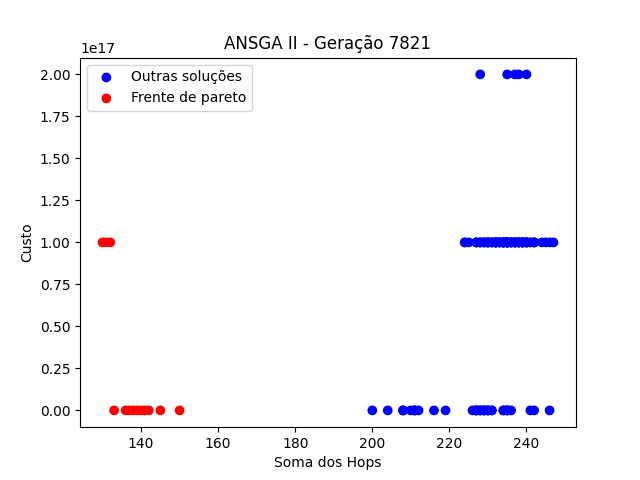 ANSGA II - Geração 7821
1e17
2.00
1.75
1.50
1.25
1.00
0.75
0.50
0.25
0.00
Custo
Outras soluções
Frente de pareto
140 160 180 200 220 240
Soma dos Hops